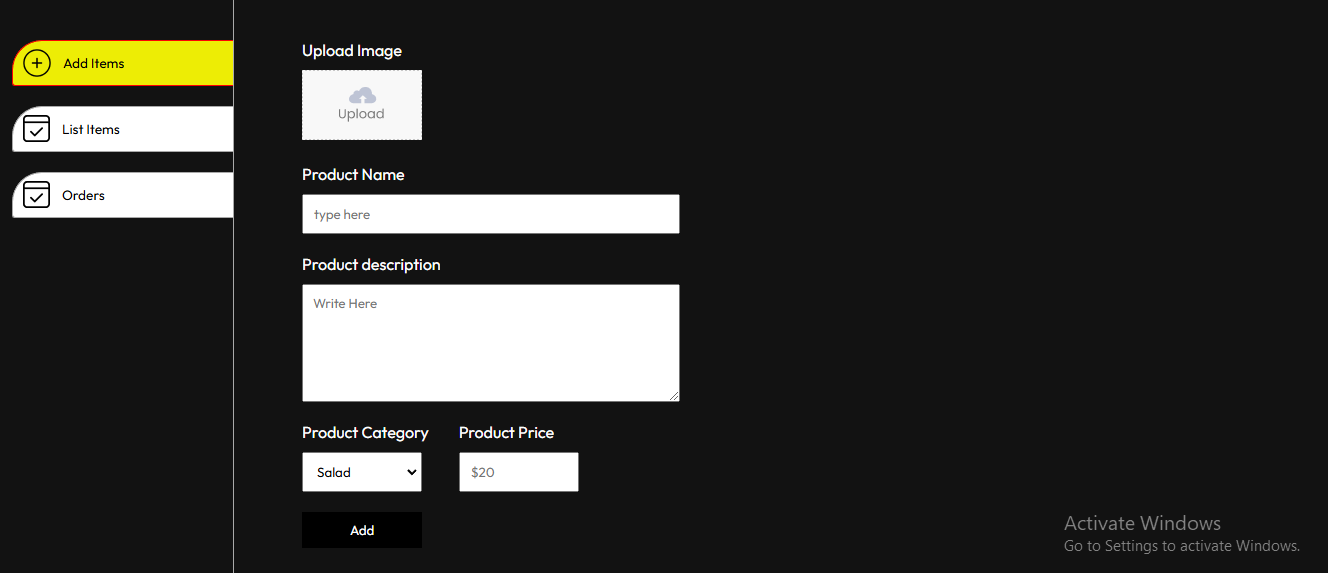 Add Items
List Items
Orders
Upload Image
Upload
Product Name
type here
Product description
Write Here
Product Category
Product Price
Salad
$20
Add
Activate Windows
Go to Settings to activate Windows.